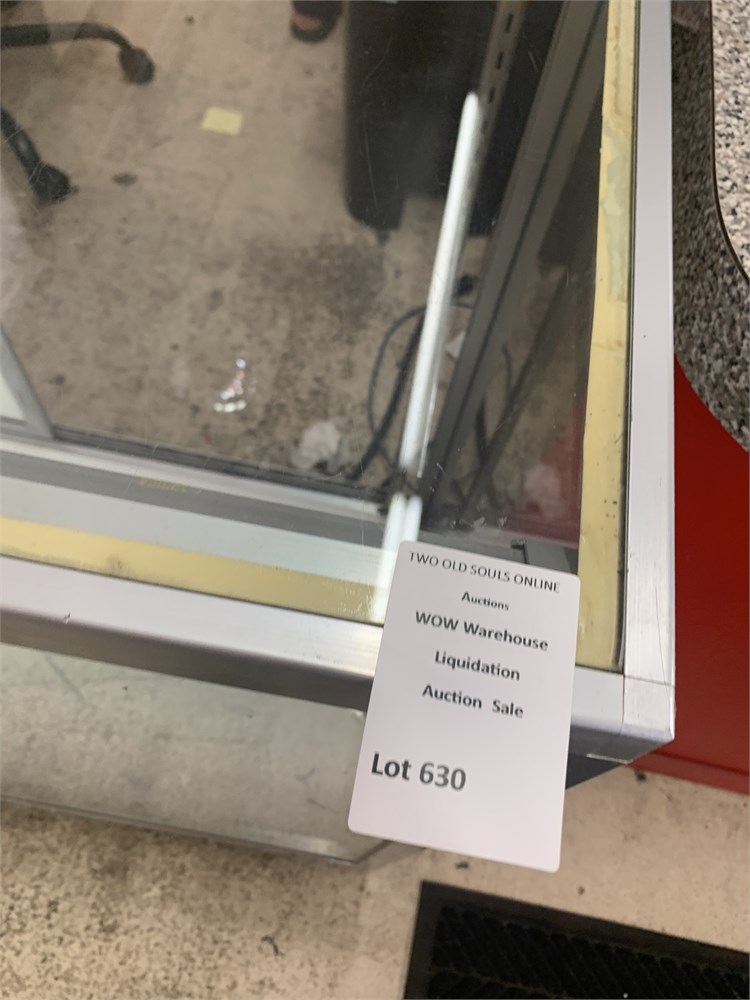 TWO OLD SOULS ONLINE
Auctions
WOW Warehouse
Liquidation
Auction Sale
Lot 630